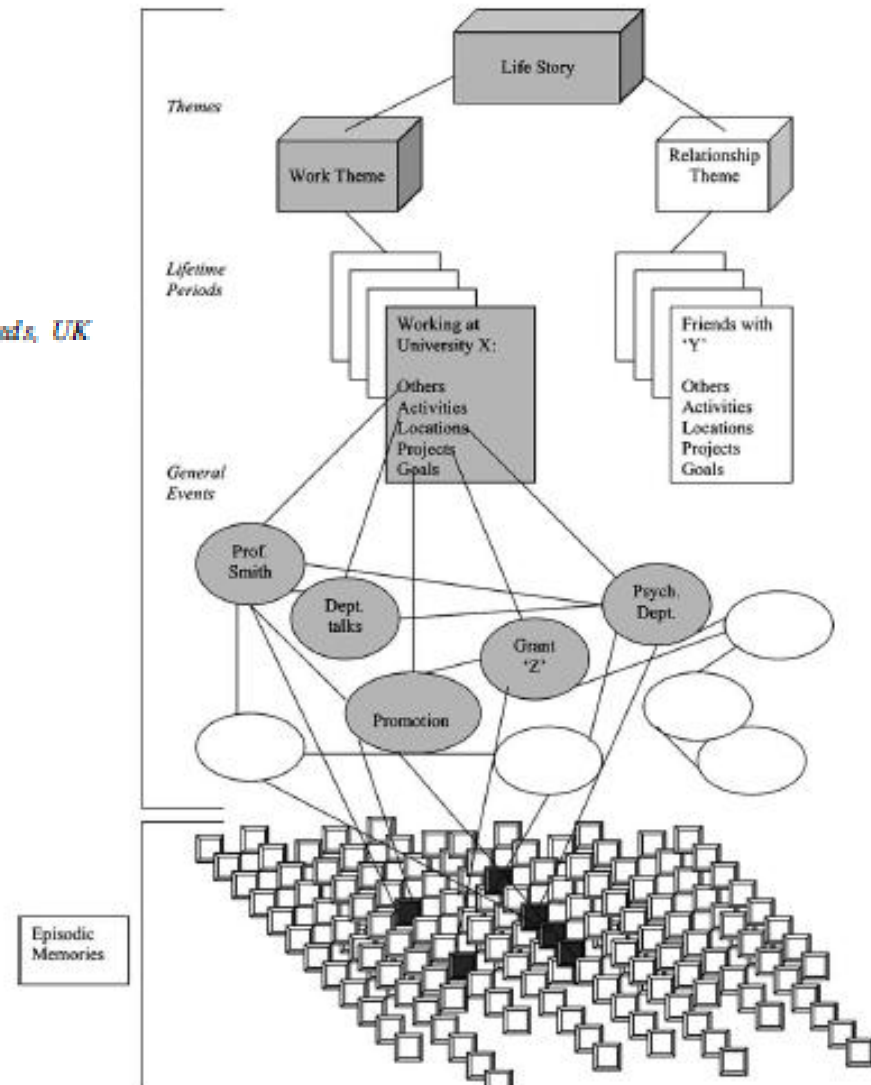 Life Story
Themes
Work Theme
Relationship
Theme
Lifetime
Periods
Working at
University X:
Others
Activities
Locations
Projects
Goals
Friends with
‘Y’
Others
Activities
Locations
Projects
Goals
UK
General
Events
Prof.
Smith
Dept.
talks
Psych.
Dept.
Grant
‘Z’
Promotion
Episodic
Memories